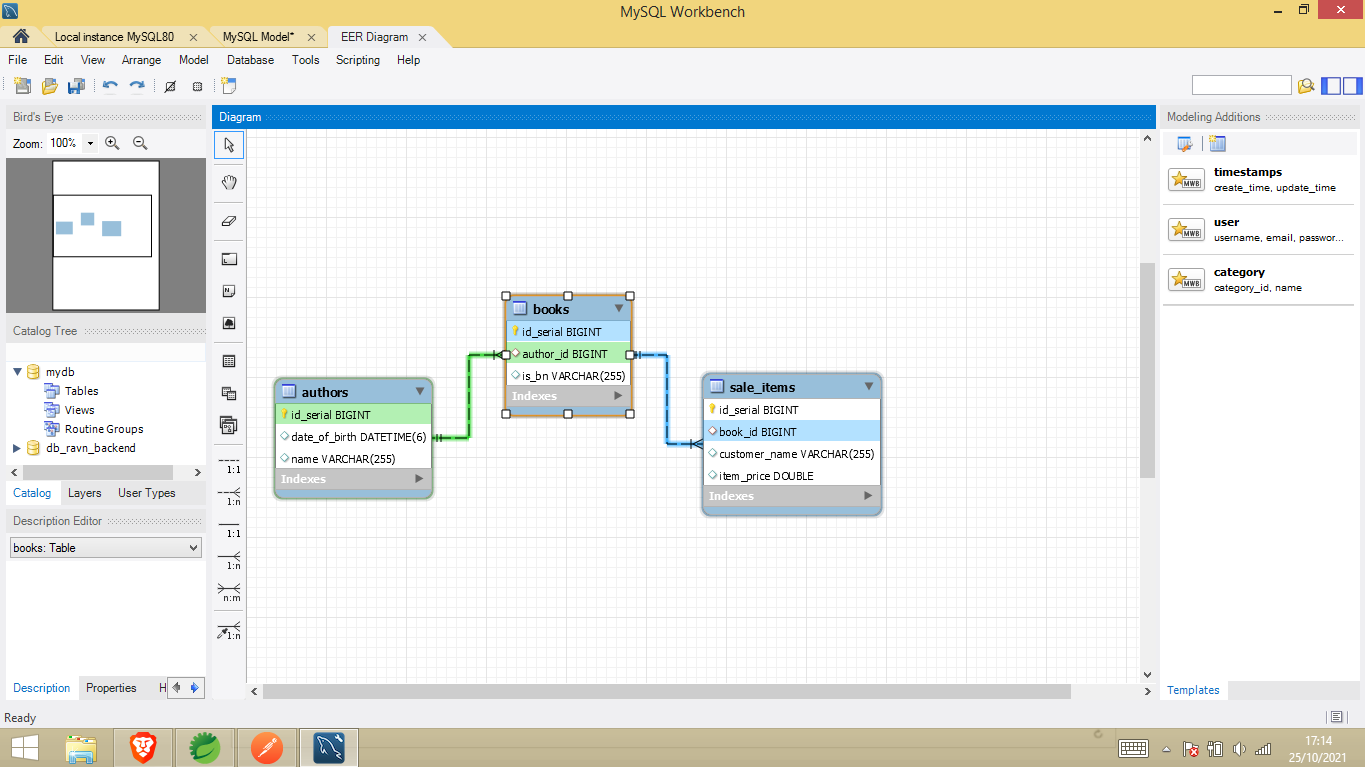 MySQL Workbench
Local instance MySQL80
MySQL Model*
EER Diagram
File Edit View Arrange Model Database Tools Scripting Help
Bird's Eye
Zoom: 100%
Catalog Tree
mydb
Tables
Views
Routine Groups
db_ravn_backend
Catalog Layers User Types
Description Editor
books: Table
Description Properties H
Ready
Diagram
1:1
1:n
1:1
1:n
n:m
1:n
authors
id_serial BIGINT
date_of_birth DATETIME(6)
name VARCHAR(255)
Indexes
books
id_serial BIGINT
author_id BIGINT
is_bn VARCHAR(255)
Indexes
sale_items
id_serial BIGINT
book_id BIGINT
customer_name VARCHAR(255)
item_price DOUBLE
Indexes
Modeling Additions
MWB
timestamps
create_time, update_time
MWB
user
username, email, passwor...
MWB
category
category_id, name
Templates
17:14
25/10/2021